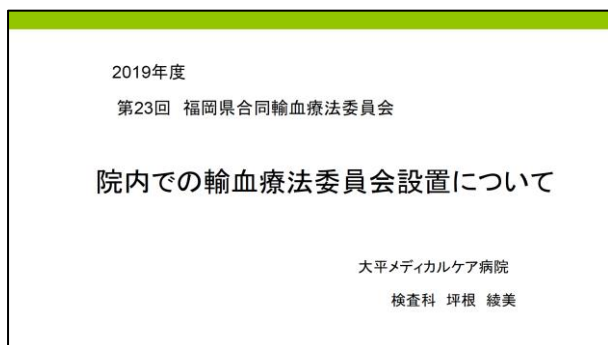 2019年度
第23回 福岡県合同輸血療法委員会
院内での輸血療法委員会設置について
大平メディカルケア病院
検査科 坪根 綾美